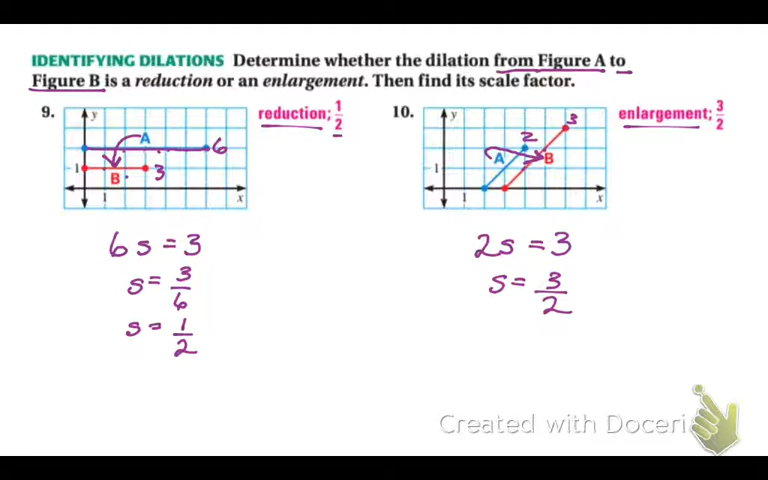 IDENTIFYING DILATIONS Determine whether the dilation from Figure A to
Figure B is a reduction or an enlargement. Then find its scale factor.
9.
reduction; 1/2
y
A
6
1
B
3
1
x
6s = 3
s = 3/6
s = 1/2
10.
enlargement; 3/2
y
3
2
A
B
1
1
x
2s = 3
s = 3/2
Created with Doceri